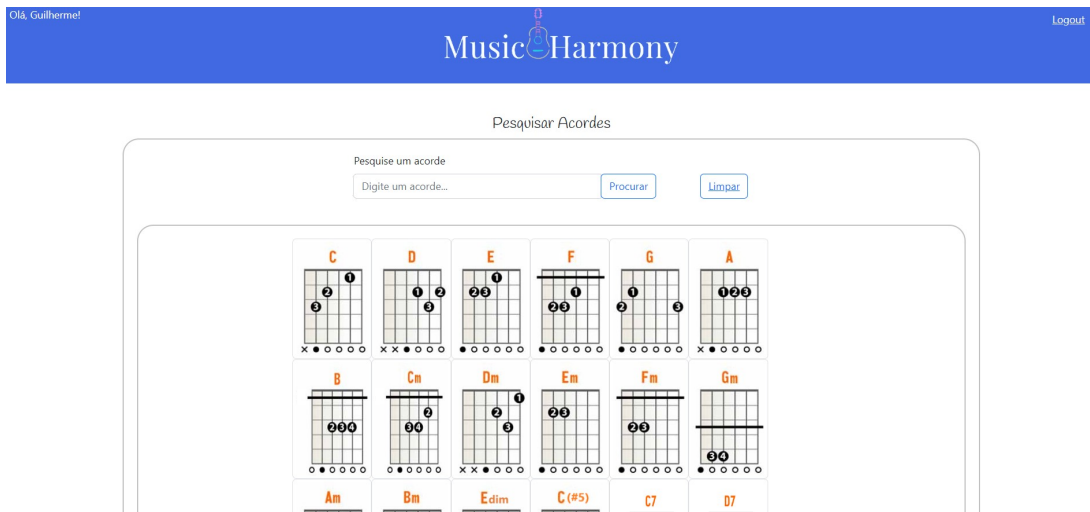 Olá, Guilherme!
Logout
Music Harmony
Pesquisar Acordes
Pesquise um acorde
Digite um acorde...
Procurar
Limpar
C D E F G A
B Cm Dm Em Fm Gm
Am Bm Edim C (#5) C7 D7